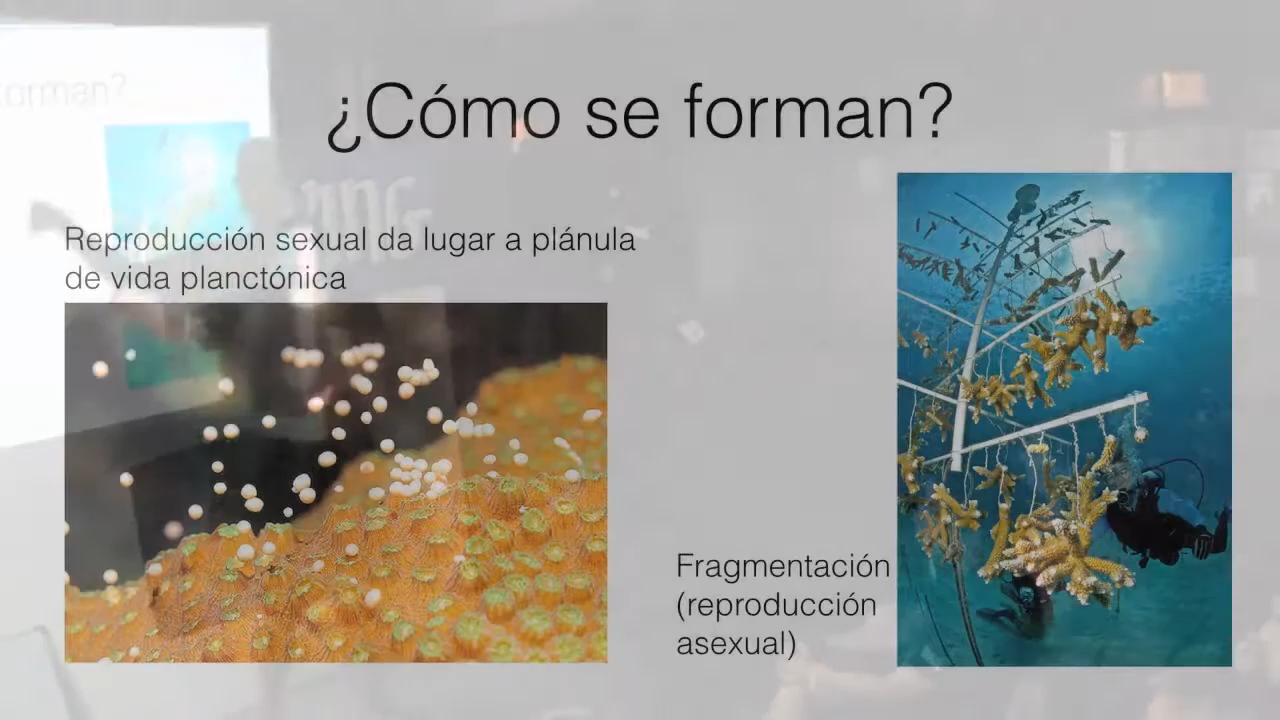 ¿Cómo se forman?
Reproducción sexual da lugar a plánula
de vida planctónica
Fragmentación
(reproducción
asexual)